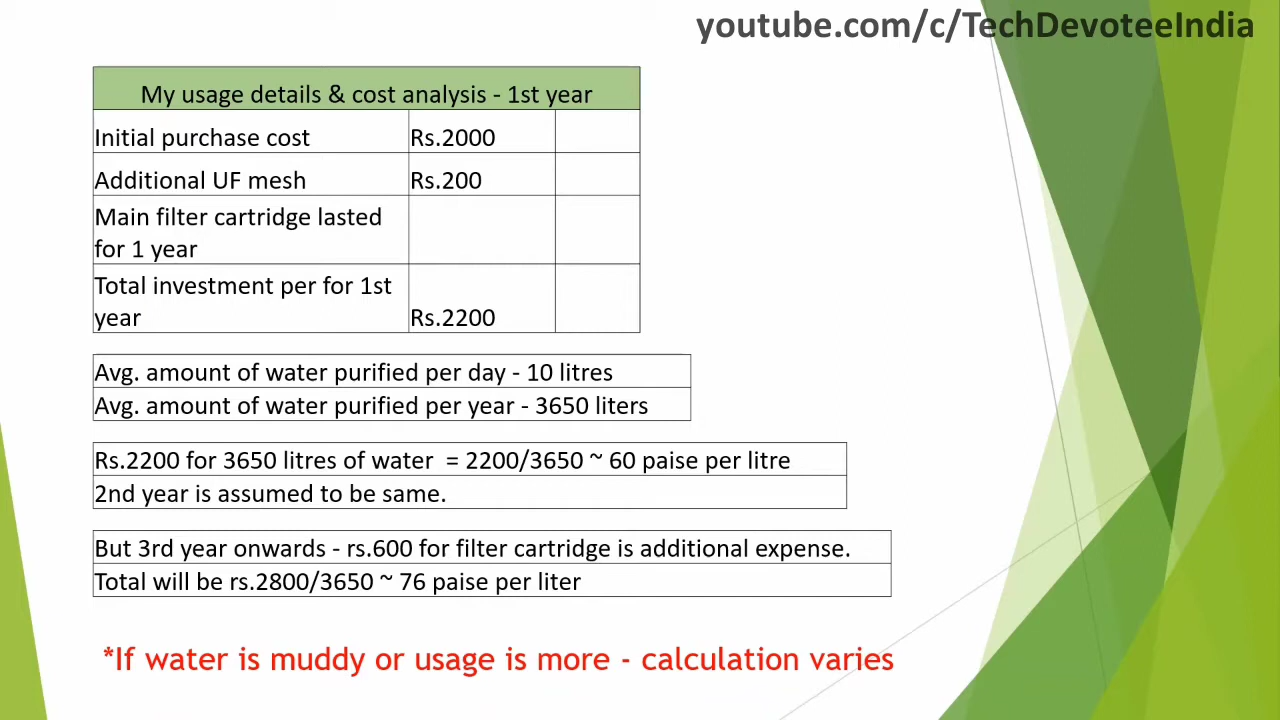 youtube.com/c/TechDevoteeIndia
My usage details & cost analysis - 1st year
Initial purchase cost Rs.2000
Additional UF mesh Rs.200
Main filter cartridge lasted
for 1 year
Total investment per for 1st
year Rs.2200
Avg. amount of water purified per day - 10 litres
Avg. amount of water purified per year - 3650 liters
Rs.2200 for 3650 litres of water = 2200/3650 ~ 60 paise per litre
2nd year is assumed to be same.
But 3rd year onwards - rs.600 for filter cartridge is additional expense.
Total will be rs.2800/3650 ~ 76 paise per liter
*If water is muddy or usage is more - calculation varies